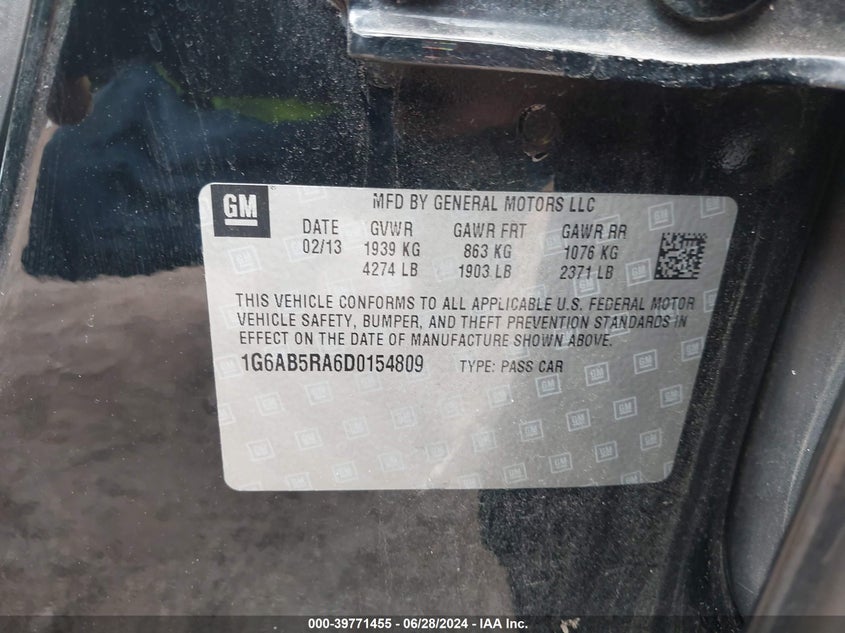 GM
MFD BY GENERAL MOTORS LLC
DATE GVWR GAWR FRT GAWR RR
02/13 1939 KG 863 KG 1076 KG
4274 LB 1903 LB 2371 LB
THIS VEHICLE CONFORMS TO ALL APPLICABLE U.S. FEDERAL MOTOR
VEHICLE SAFETY, BUMPER, AND THEFT PREVENTION STANDARDS IN
EFFECT ON THE DATE OF MANUFACTURE SHOWN ABOVE.
1G6AB5RA6D0154809 TYPE: PASS CAR
000-39771455 - 06/28/2024 - IAA Inc.